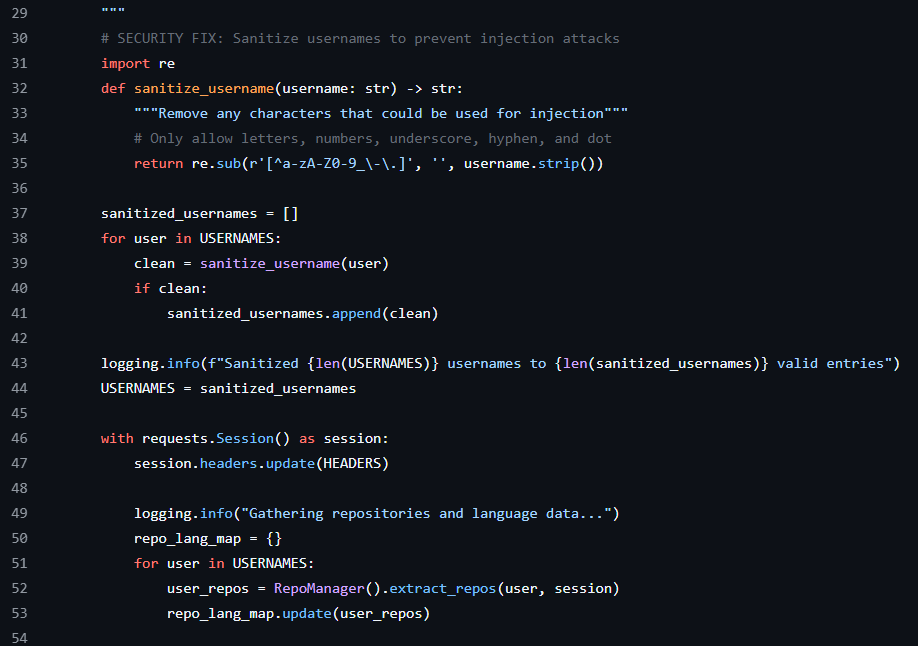 29        """
30        # SECURITY FIX: Sanitize usernames to prevent injection attacks
31        import re
32        def sanitize_username(username: str) -> str:
33            """Remove any characters that could be used for injection"""
34            # Only allow letters, numbers, underscore, hyphen, and dot
35            return re.sub(r'[^a-zA-Z0-9_\-\.]', '', username.strip())
36
37        sanitized_usernames = []
38        for user in USERNAMES:
39            clean = sanitize_username(user)
40            if clean:
41                sanitized_usernames.append(clean)
42
43        logging.info(f"Sanitized {len(USERNAMES)} usernames to {len(sanitized_usernames)} valid entries")
44        USERNAMES = sanitized_usernames
45
46        with requests.Session() as session:
47            session.headers.update(HEADERS)
48
49            logging.info("Gathering repositories and language data...")
50            repo_lang_map = {}
51            for user in USERNAMES:
52                user_repos = RepoManager().extract_repos(user, session)
53                repo_lang_map.update(user_repos)
54